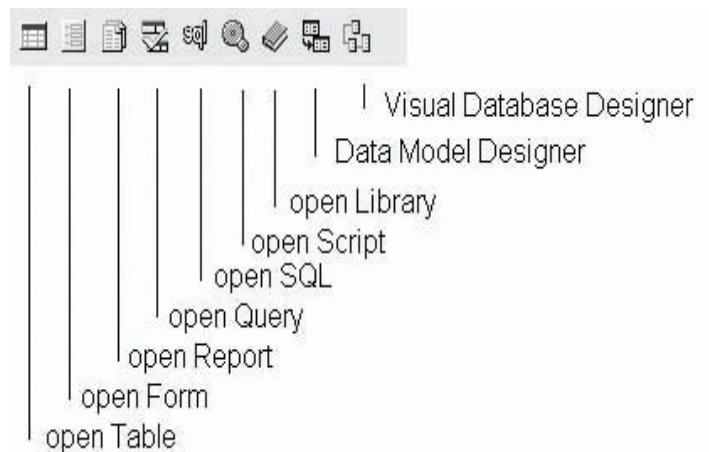 sql
Visual Database Designer
Data Model Designer
open Library
open Script
open SQL
open Query
open Report
open Form
open Table